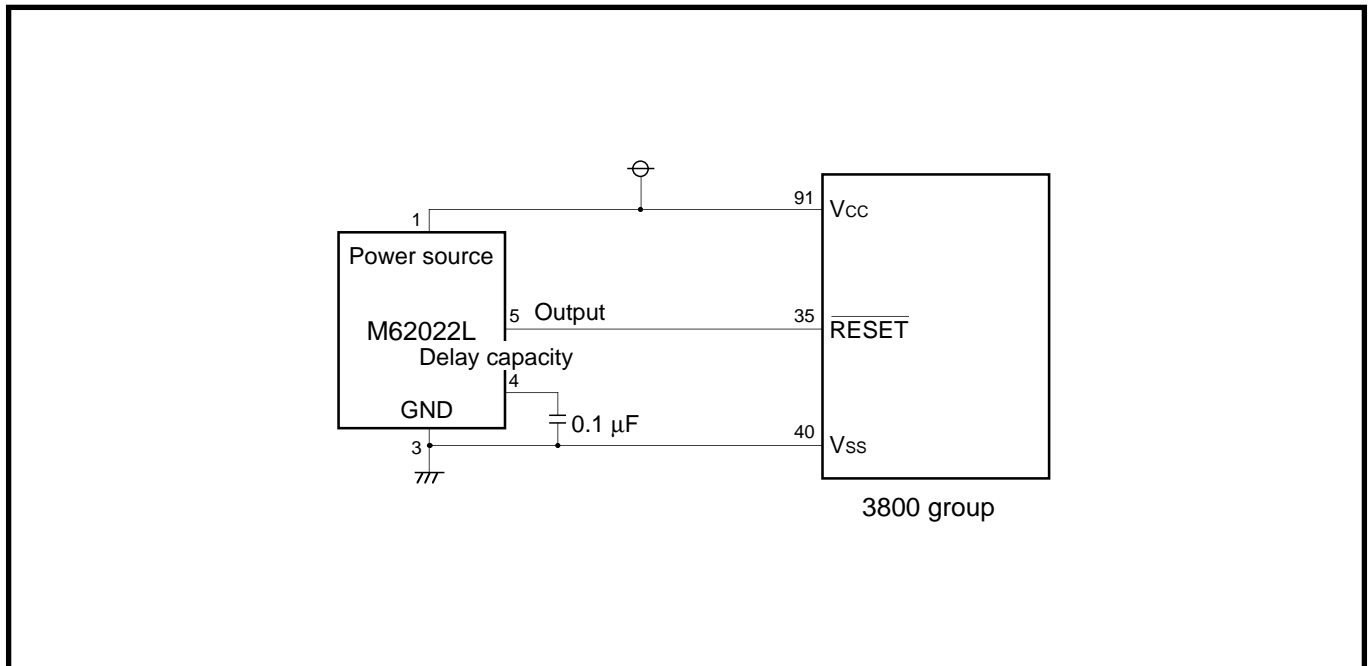 91
VCC
1
Power source
5
Output
35
RESET
M62022L
Delay capacity
4
GND
0.1 μF
40
VSS
3
3800 group